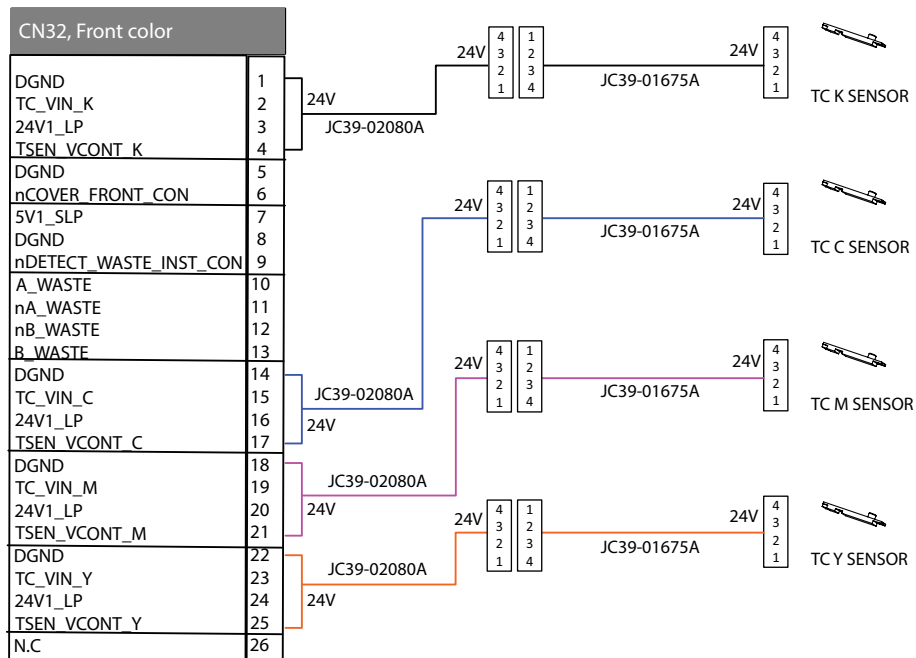 CN32, Front color
DGND 1
TC_VIN_K 2
24V1_LP 3
TSEN_VCONT_K 4
DGND 5
nCOVER_FRONT_CON 6
5V1_SLP 7
DGND 8
nDETECT_WASTE_INST_CON 9
A_WASTE 10
nA_WASTE 11
nB_WASTE 12
B_WASTE 13
DGND 14
TC_VIN_C 15
24V1_LP 16
TSEN_VCONT_C 17
DGND 18
TC_VIN_M 19
24V1_LP 20
TSEN_VCONT_M 21
DGND 22
TC_VIN_Y 23
24V1_LP 24
TSEN_VCONT_Y 25
N.C 26
24V
JC39-02080A
24V
4 1
3 2
2 3
1 4
JC39-01675A
24V
4
3
2
1
TC K SENSOR
JC39-02080A
24V
24V
4 1
3 2
2 3
1 4
JC39-01675A
24V
4
3
2
1
TC C SENSOR
JC39-02080A
24V
24V
4 1
3 2
2 3
1 4
JC39-01675A
24V
4
3
2
1
TC M SENSOR
JC39-02080A
24V
24V
4 1
3 2
2 3
1 4
JC39-01675A
24V
4
3
2
1
TC Y SENSOR